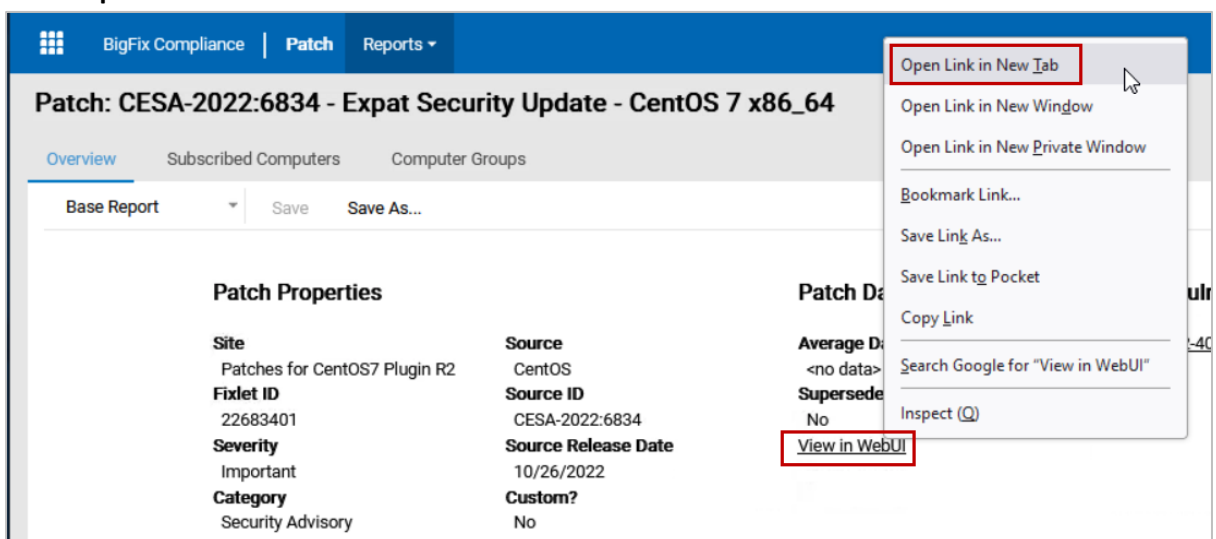 BigFix Compliance | Patch Reports
Patch: CESA-2022:6834 - Expat Security Update - CentOS 7 x86_64
Overview Subscribed Computers Computer Groups
Base Report Save Save As...
Patch Properties
Site
Patches for CentOS7 Plugin R2
Fixlet ID
22683401
Severity
Important
Category
Security Advisory
Source
CentOS
Source ID
CESA-2022:6834
Source Release Date
10/26/2022
Custom?
No
Patch Da
Average Da
<no data>
Supersede
No
View in WebUI
Open Link in New Tab
Open Link in New Window
Open Link in New Private Window
Bookmark Link...
Save Link As...
Save Link to Pocket
Copy Link
Search Google for "View in WebUI"
Inspect (Q)